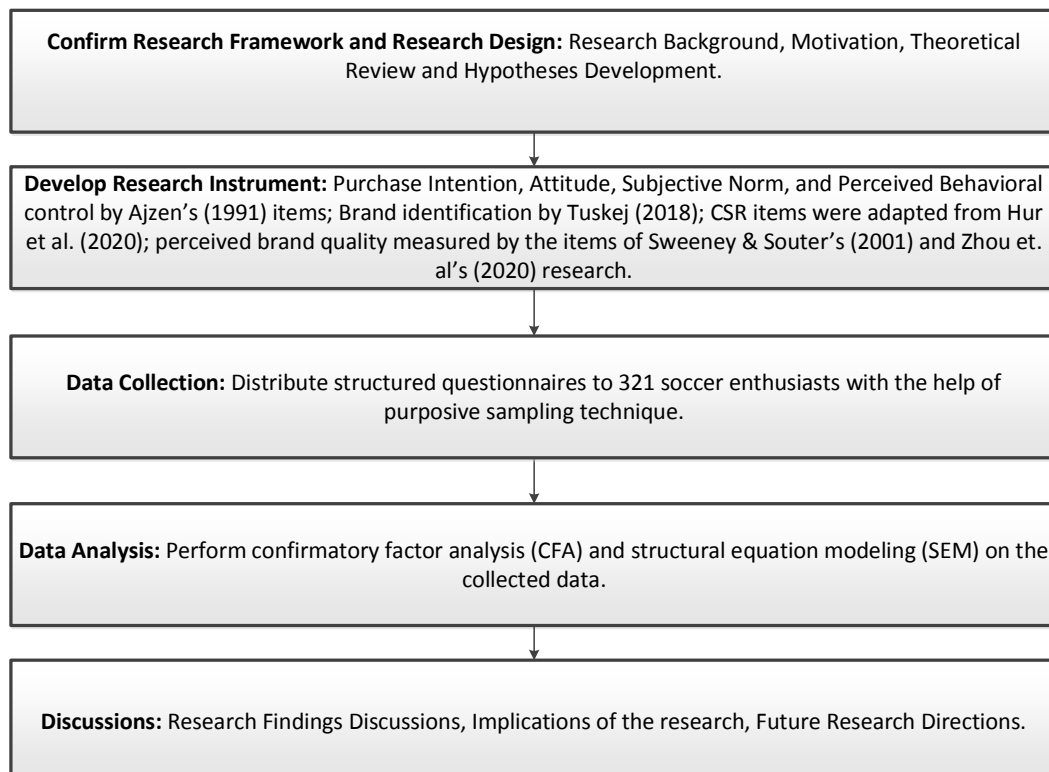 Confirm Research Framework and Research Design: Research Background, Motivation, Theoretical
Review and Hypotheses Development.
Develop Research Instrument: Purchase Intention, Attitude, Subjective Norm, and Perceived Behavioral
control by Ajzen's (1991) items; Brand identification by Tuskej (2018); CSR items were adapted from Hur
et al. (2020); perceived brand quality measured by the items of Sweeney & Souter's (2001) and Zhou et.
al's (2020) research.
Data Collection: Distribute structured questionnaires to 321 soccer enthusiasts with the help of
purposive sampling technique.
Data Analysis: Perform confirmatory factor analysis (CFA) and structural equation modeling (SEM) on the
collected data.
Discussions: Research Findings Discussions, Implications of the research, Future Research Directions.